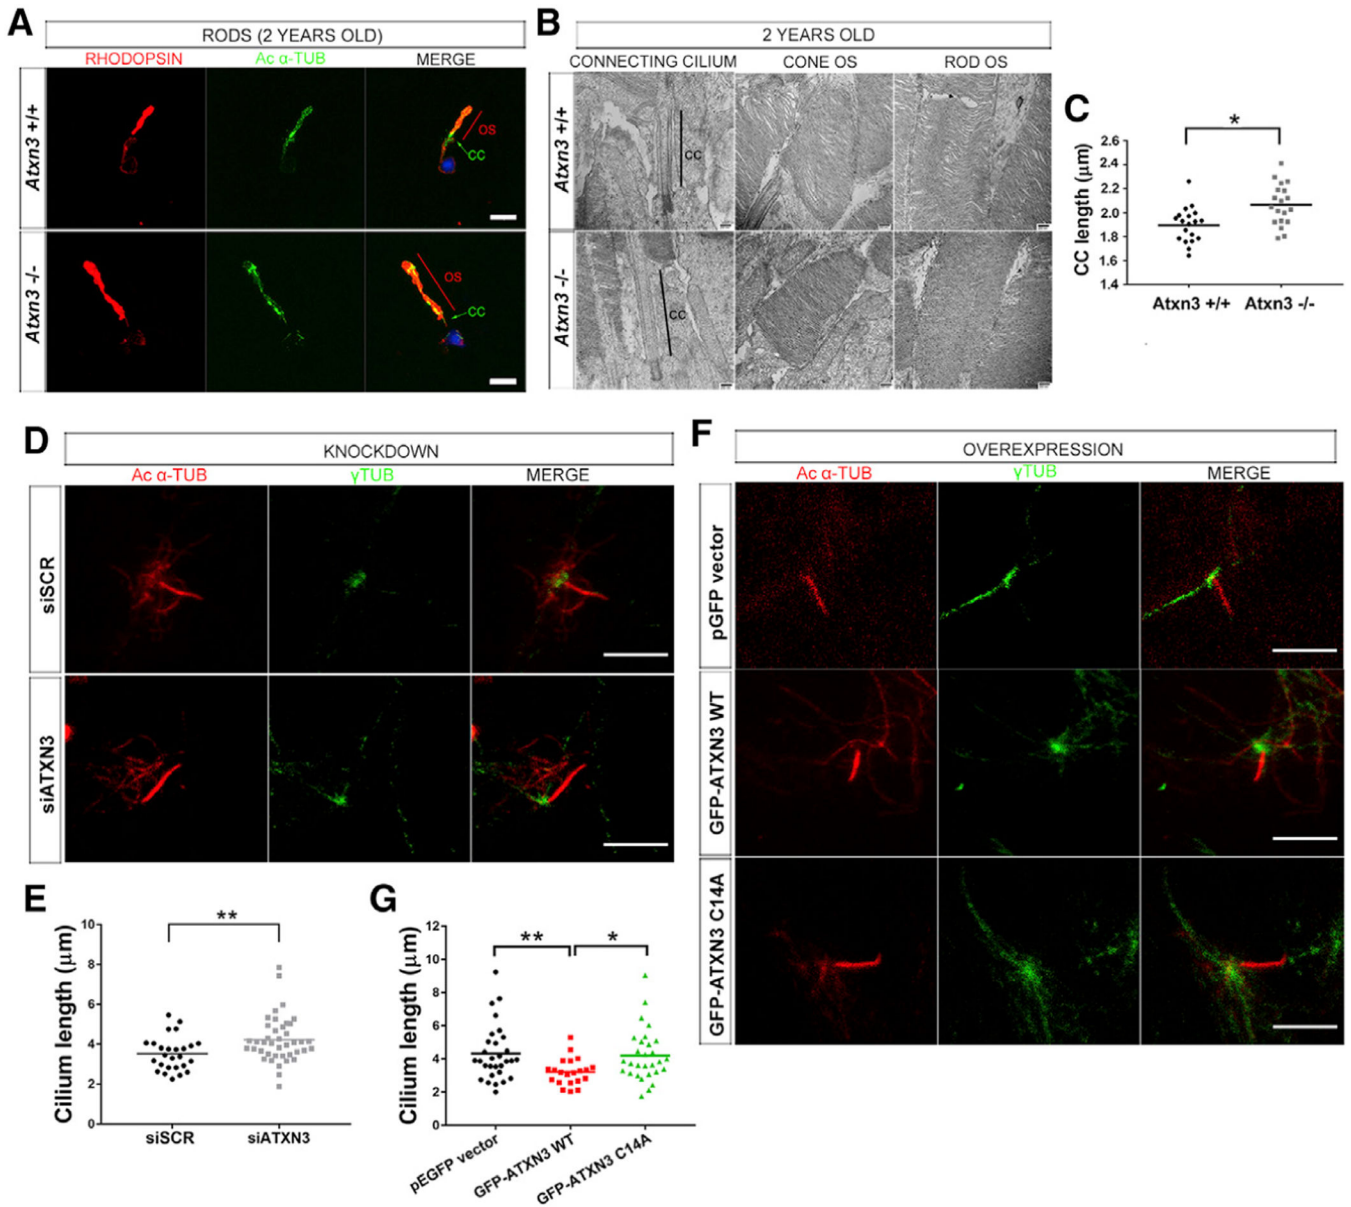 A
RODS (2 YEARS OLD)
RHODOPSIN Ac α-TUB MERGE
Atxn3 +/+
OS
CC
Atxn3 -/-
OS
CC
B
2 YEARS OLD
CONNECTING CILIUM CONE OS ROD OS
Atxn3 +/+
CC
Atxn3 -/-
CC
C
*
CC length (μm)
2.6
2.4
2.2
2.0
1.8
1.6
1.4
Atxn3 +/+ Atxn3 -/-
D
KNOCKDOWN
Ac α-TUB γTUB MERGE
siSCR
siATXN3
F
OVEREXPRESSION
Ac α-TUB γTUB MERGE
pGFP vector
GFP-ATXN3 WT
GFP-ATXN3 C14A
E
**
Cilium length (μm)
10
8
6
4
2
0
siSCR siATXN3
G
** *
Cilium length (μm)
12
10
8
6
4
2
0
pEGFP vector
GFP-ATXN3 WT
GFP-ATXN3 C14A